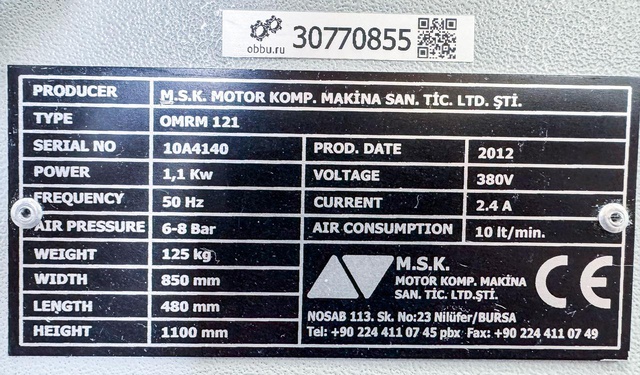 obbu.ru 30770855
PRODUCER M.S.K. MOTOR KOMP. MAKİNA SAN. TİC. LTD. ŞTİ.
TYPE OMRM 121
SERIAL NO 10A4140 PROD. DATE 2012
POWER 1,1 Kw VOLTAGE 380V
FREQUENCY 50 Hz CURRENT 2.4 A
AIR PRESSURE 6-8 Bar AIR CONSUMPTION 10 lt/min.
WEIGHT 125 kg
WIDTH 850 mm
LENGTH 480 mm
HEIGHT 1100 mm
M.S.K.
MOTOR KOMP. MAKİNA
SAN. TİC. LTD.ŞTİ.
CE
NOSAB 113. Sk. No:23 Nilüfer/BURSA
Tel: +90 224 411 07 45 pbx Fax: +90 224 411 07 49